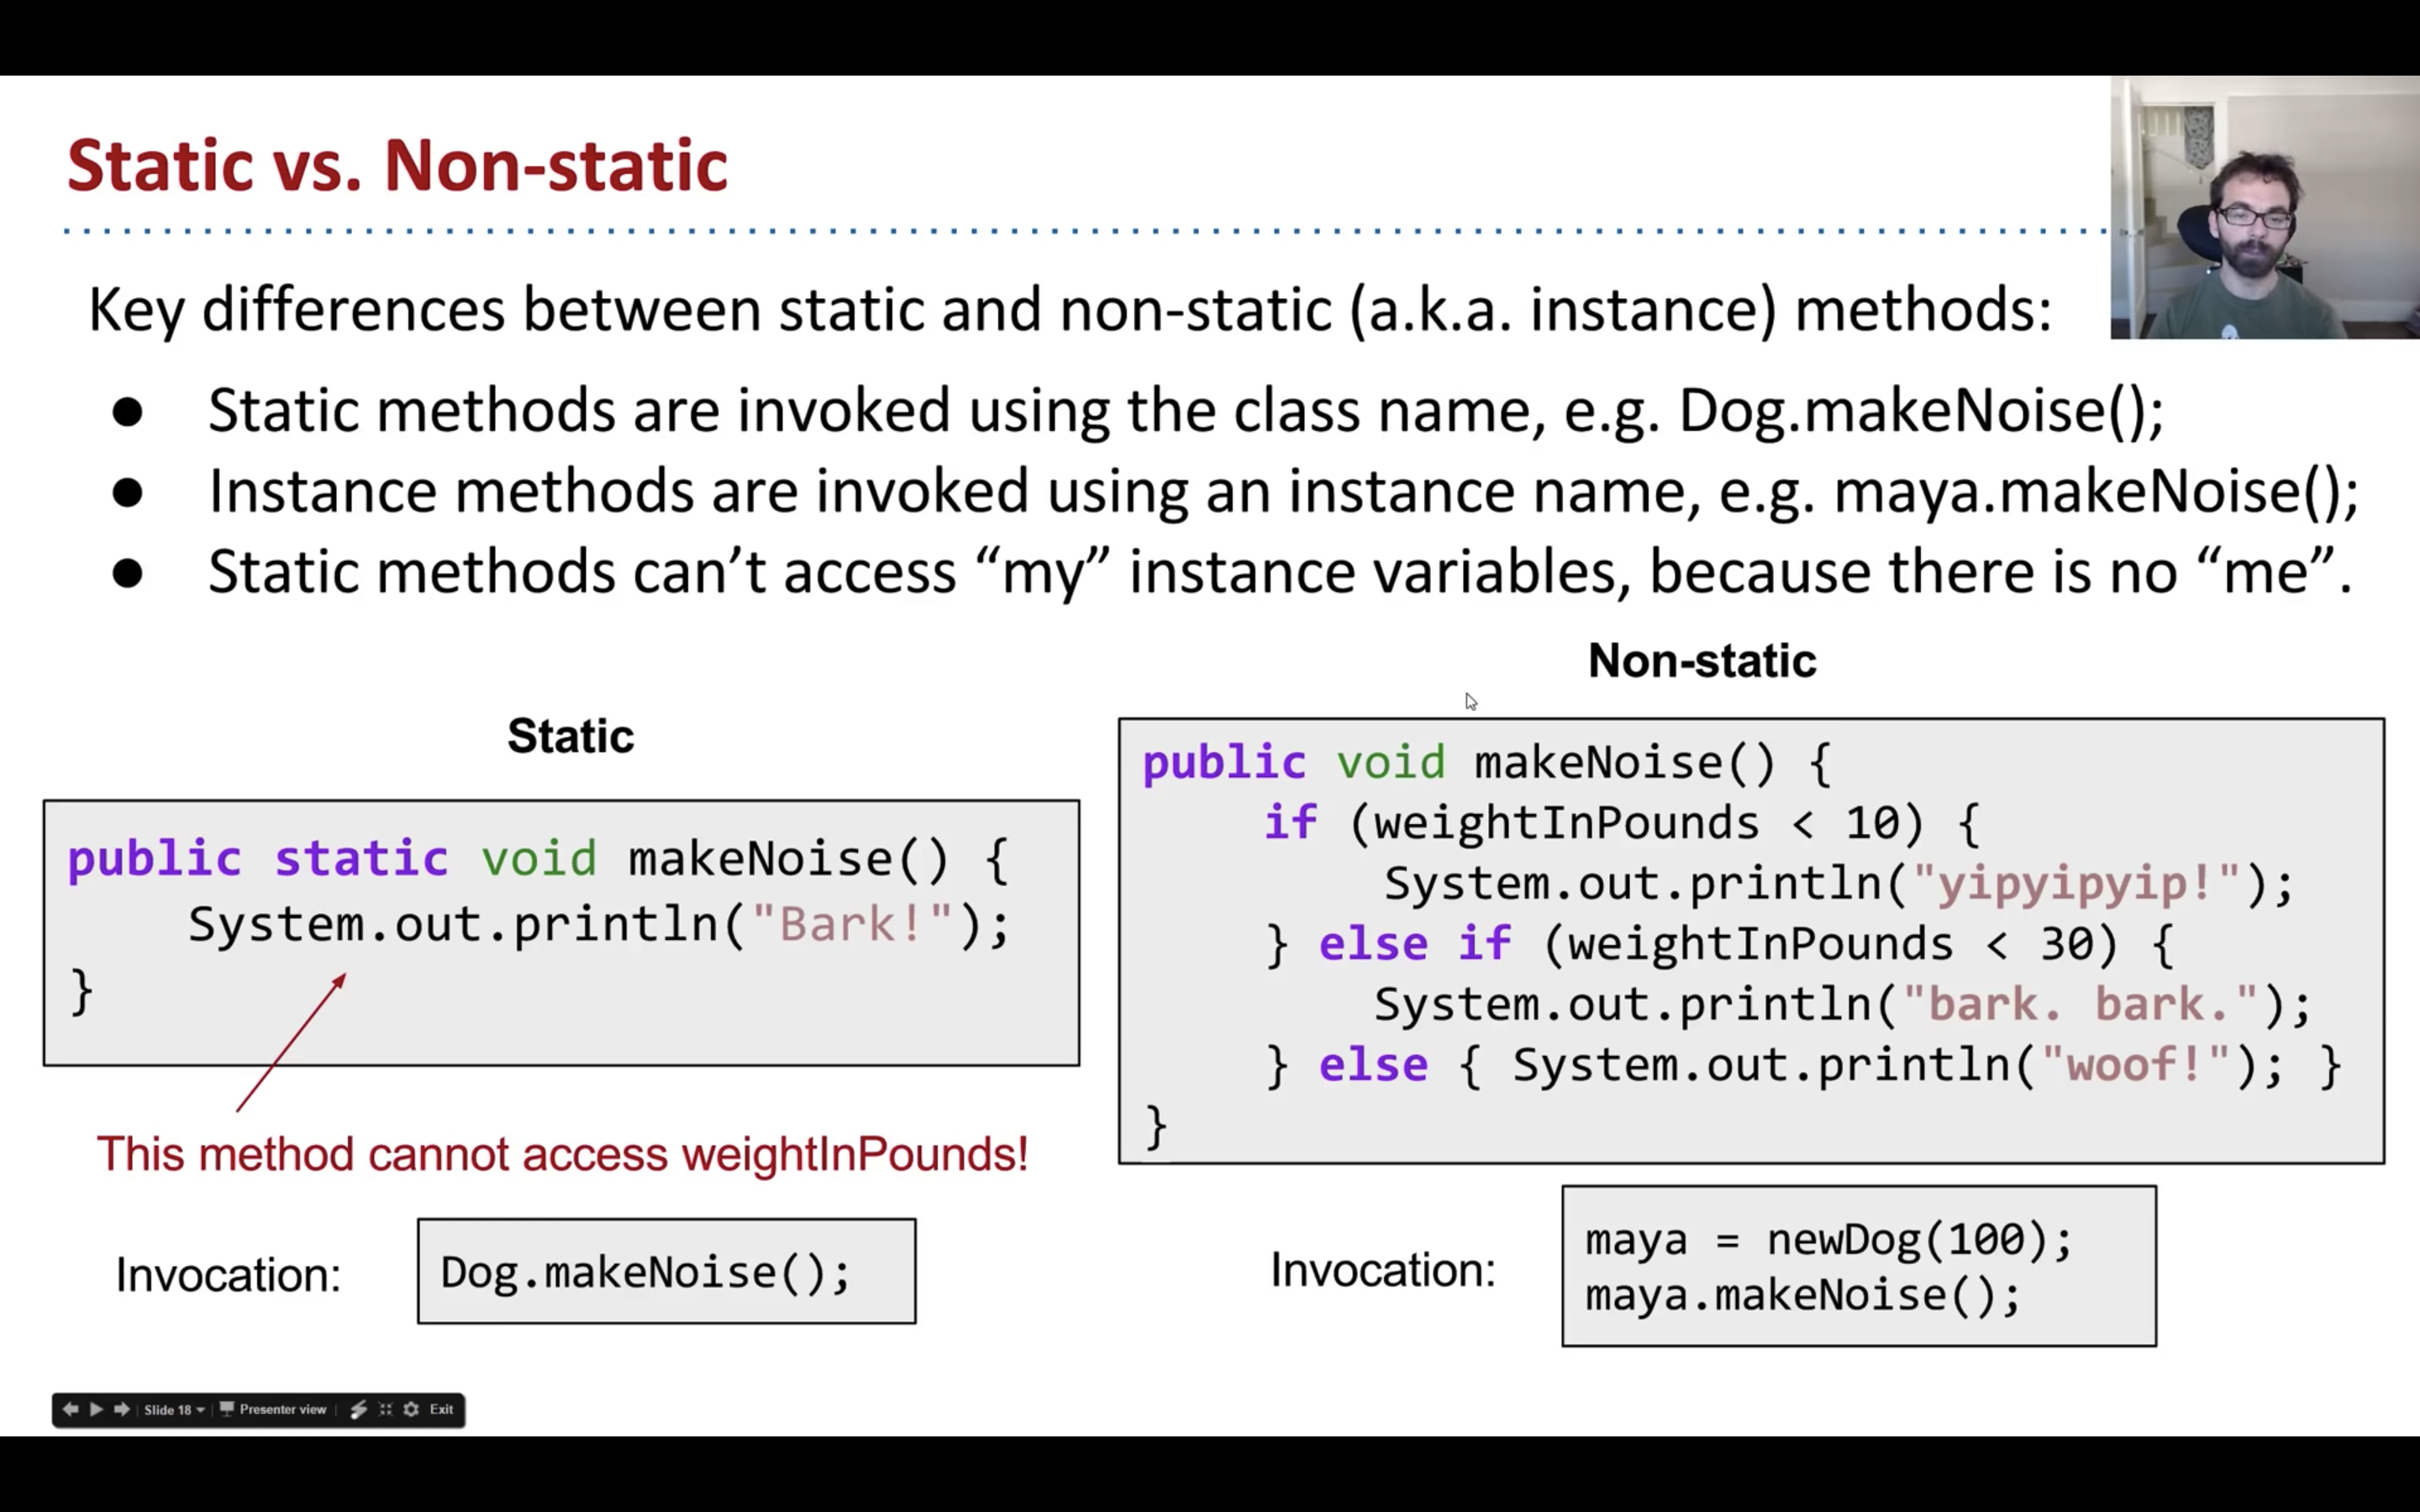 Static vs. Non-static
Key differences between static and non-static (a.k.a. instance) methods:
● Static methods are invoked using the class name, e.g. Dog.makeNoise();
● Instance methods are invoked using an instance name, e.g. maya.makeNoise();
● Static methods can’t access “my” instance variables, because there is no “me”.
Static
public static void makeNoise() {
System.out.println("Bark!");
}
This method cannot access weightInPounds!
Invocation:
Dog.makeNoise();
Non-static
public void makeNoise() {
if (weightInPounds < 10) {
System.out.println("yipyipyip!");
} else if (weightInPounds < 30) {
System.out.println("bark. bark.");
} else { System.out.println("woof!"); }
}
Invocation:
maya = newDog(100);
maya.makeNoise();
Slide 18 Presenter view Exit